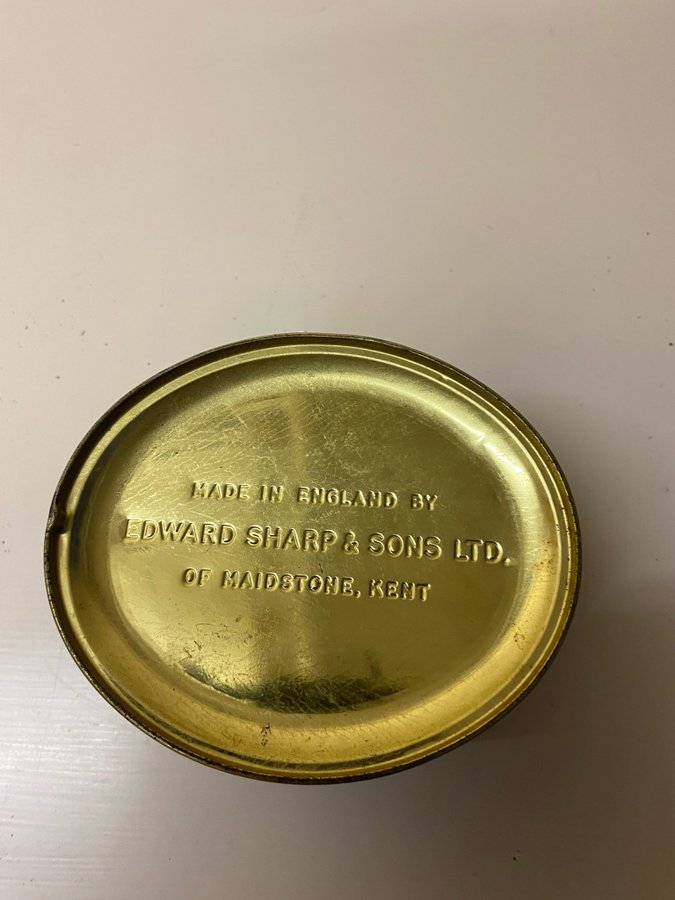 MADE IN ENGLAND BY
EDWARD SHARP & SONS LTD.
OF MAIDSTONE, KENT